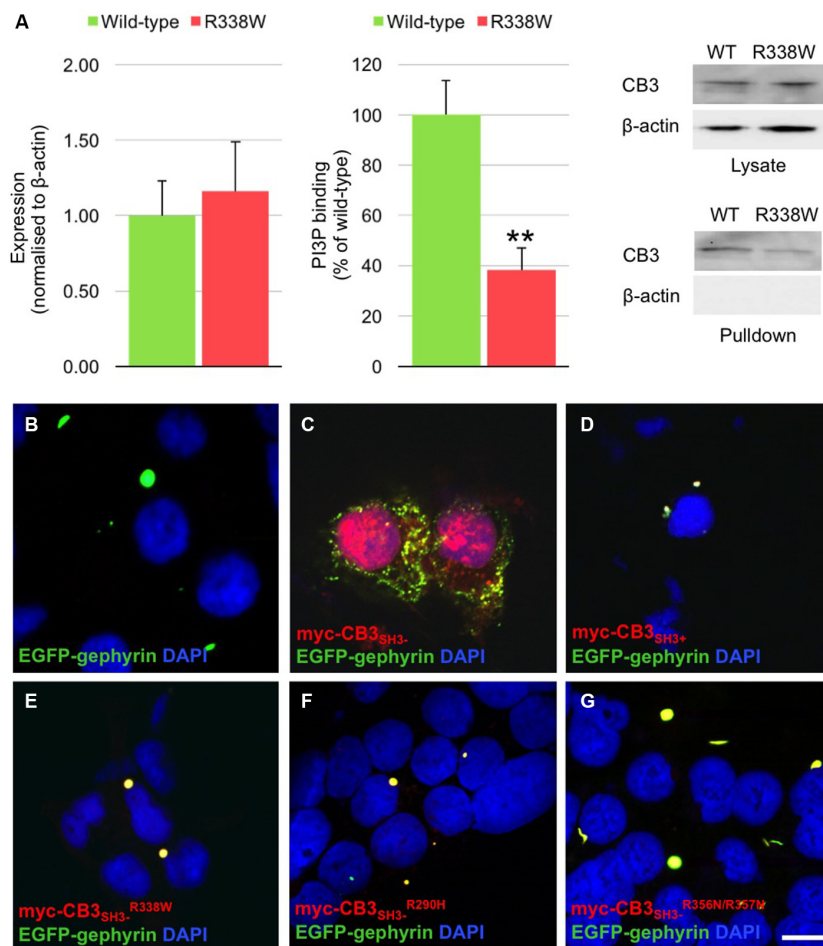 A
Wild-type R338W
Expression
(normalised to β-actin)
2.00
1.50
1.00
0.50
0.00
Wild-type R338W
PI3P binding
(% of wild-type)
120
100
80
60
40
20
0
**
WT R338W
CB3
β-actin
Lysate
WT R338W
CB3
β-actin
Pulldown
B
EGFP-gephyrin DAPI
C
myc-CB3SH3-
EGFP-gephyrin DAPI
D
myc-CB3SH3+
EGFP-gephyrin DAPI
E
myc-CB3SH3-R338W
EGFP-gephyrin DAPI
F
myc-CB3SH3-R290H
EGFP-gephyrin DAPI
G
myc-CB3SH3-R356N/R357N
EGFP-gephyrin DAPI